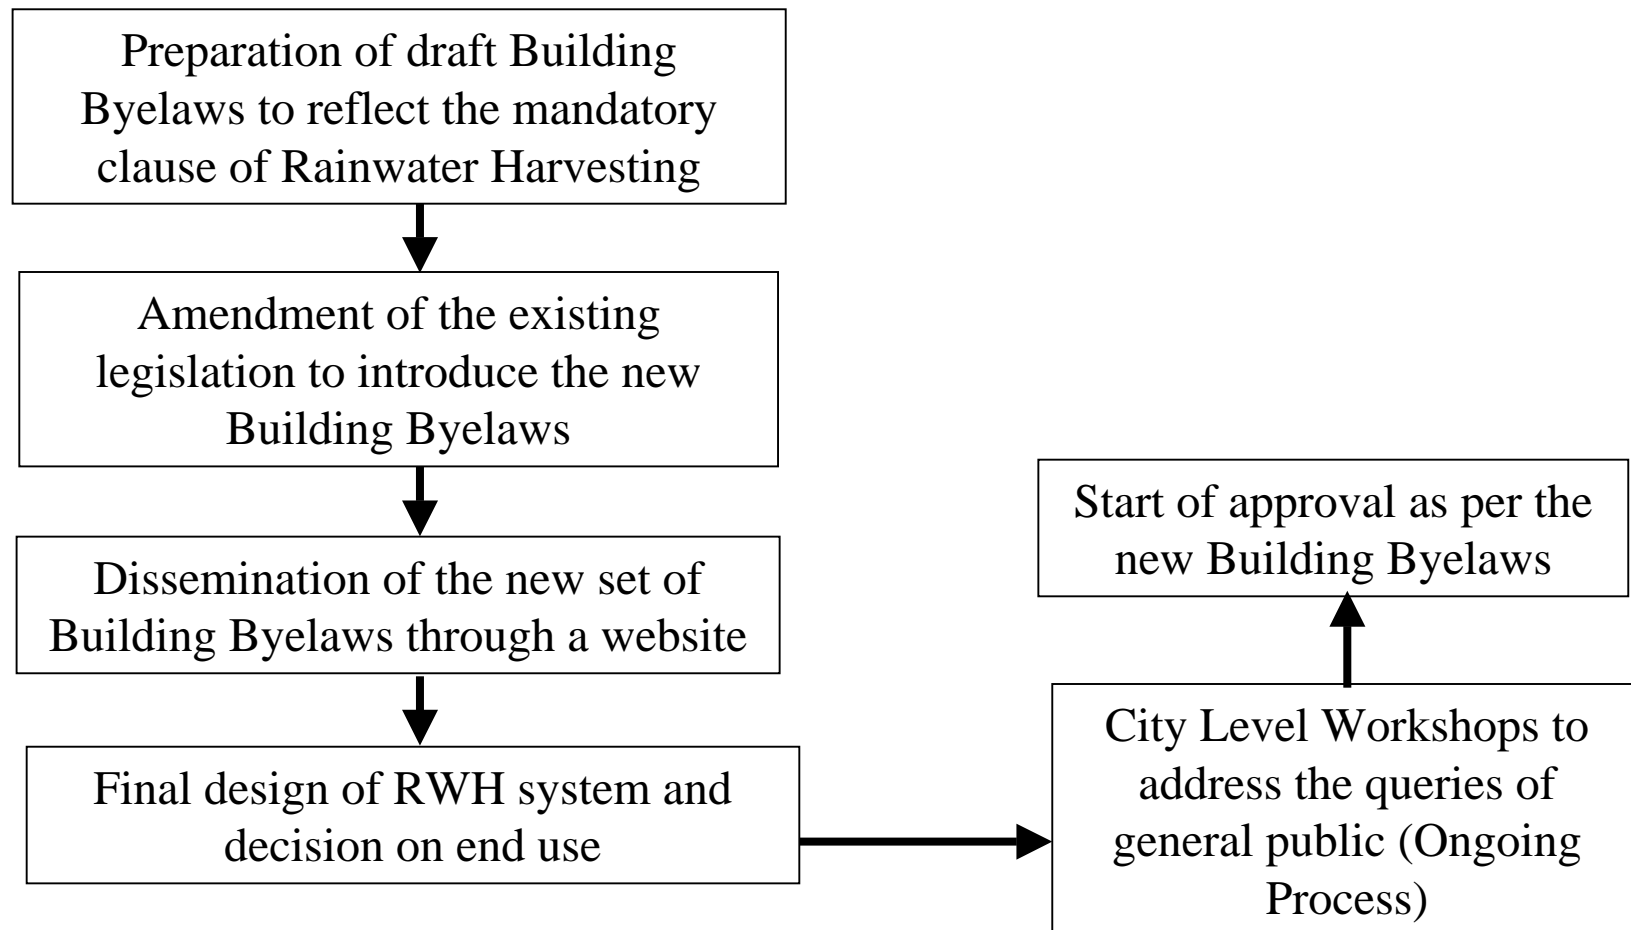 Preparation of draft Building
Byelaws to reflect the mandatory
clause of Rainwater Harvesting
Amendment of the existing
legislation to introduce the new
Building Byelaws
Dissemination of the new set of
Building Byelaws through a website
Final design of RWH system and
decision on end use
City Level Workshops to
address the queries of
general public (Ongoing
Process)
Start of approval as per the
new Building Byelaws